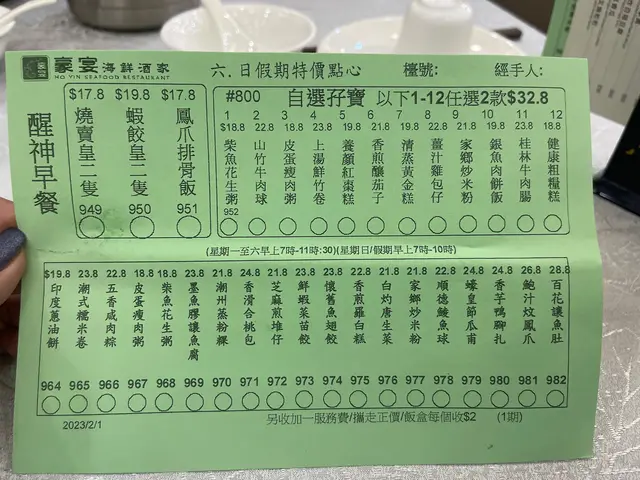 豪宴海鮮酒家
HO YIN SEAFOOD RESTAURANT
六.日假期特價點心
檯號:
經手人:
醒神早餐
$17.8 燒賣皇二隻 949
$19.8 蝦餃皇二隻 950
$17.8 鳳爪排骨飯 951
#800 自選孖寶 以下1-12任選2款$32.8
1 $18.8 柴魚花生粥 952
2 22.8 山竹牛肉球
3 18.8 皮蛋瘦肉粥
4 23.8 上湯鮮竹卷
5 18.8 養顏紅棗糕
6 21.8 香煎釀茄子
7 19.8 清蒸黃金糕
8 21.8 薑汁雞包仔
9 22.8 家鄉炒米粉
10 21.8 銀魚肉餅飯
11 23.8 桂林牛肉腸
12 18.8 健康粗糧糕
(星期一至六早上7時-11時:30)(星期日/假期早上7時-10時)
$19.8 印度蔥油餅 964
23.8 潮式糯米卷 965
22.8 五香咸肉粽 966
18.8 皮蛋瘦肉粥 967
18.8 柴魚花生粥 968
23.8 墨魚膠讓魚腐 969
21.8 潮州蒸粉粿 970
24.8 香滑合桃包 971
21.8 芝麻煎堆仔 972
23.8 鮮蝦菜苗餃 973
23.8 懷舊魚翅餃 974
22.8 香煎蘿白糕 975
21.8 白灼唐生菜 976
21.8 家鄉炒米粉 977
22.8 順德鯪魚球 978
24.8 蠔皇節瓜甫 979
24.8 香芋鴨腳扎 980
26.8 鮑汁炆鳳爪 981
28.8 百花讓魚肚 982
2023/2/1
另收加一服務費/攜走正價/飯盒每個收$2
(1期)